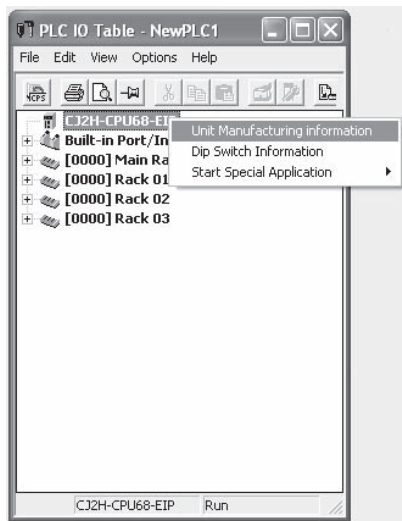 PLC IO Table - NewPLC1
File Edit View Options Help
NCPS
CJ2H-CPU68-EIP
Unit Manufacturing information
Built-in Port/In
Dip Switch Information
[0000] Main Ra
Start Special Application
[0000] Rack 01
[0000] Rack 02
[0000] Rack 03
CJ2H-CPU68-EIP Run